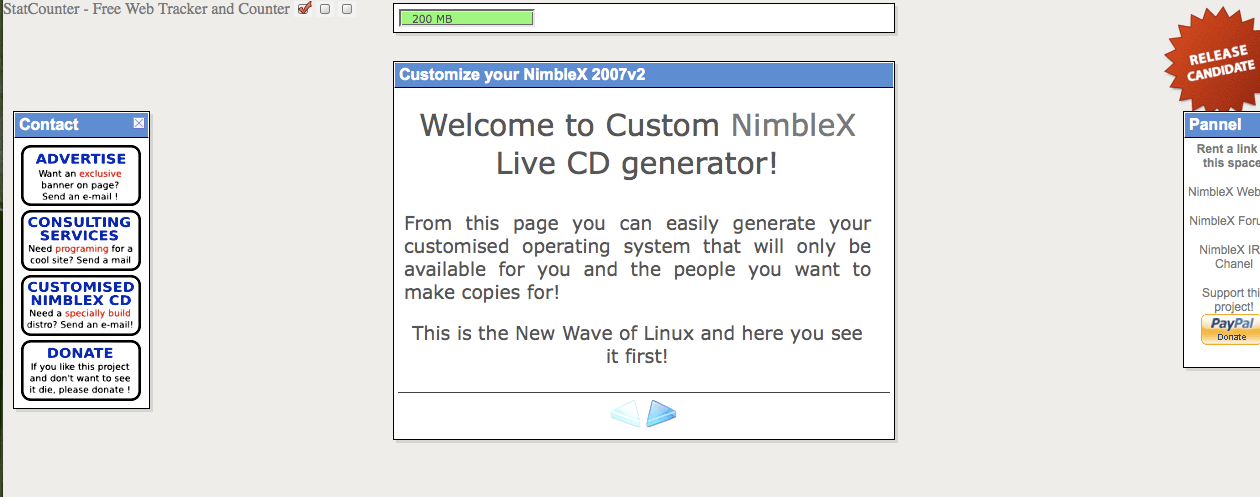 StatCounter - Free Web Tracker and Counter
200 MB
RELEASE
CANDIDATE
Customize your NimbleX 2007v2
Welcome to Custom NimbleX
Live CD generator!
From this page you can easily generate your
customised operating system that will only be
available for you and the people you want to
make copies for!
This is the New Wave of Linux and here you see
it first!
Contact
ADVERTISE
Want an exclusive
banner on page?
Send an e-mail !
CONSULTING
SERVICES
Need programing for a
cool site? Send a mail
CUSTOMISED
NIMBLEX CD
Need a specially build
distro? Send an e-mail!
DONATE
If you like this project
and don't want to see
it die, please donate !
Pannel
Rent a link
this space
NimbleX Web
NimbleX Foru
NimbleX IR
Chanel
Support thi
project!
PayPal
Donate